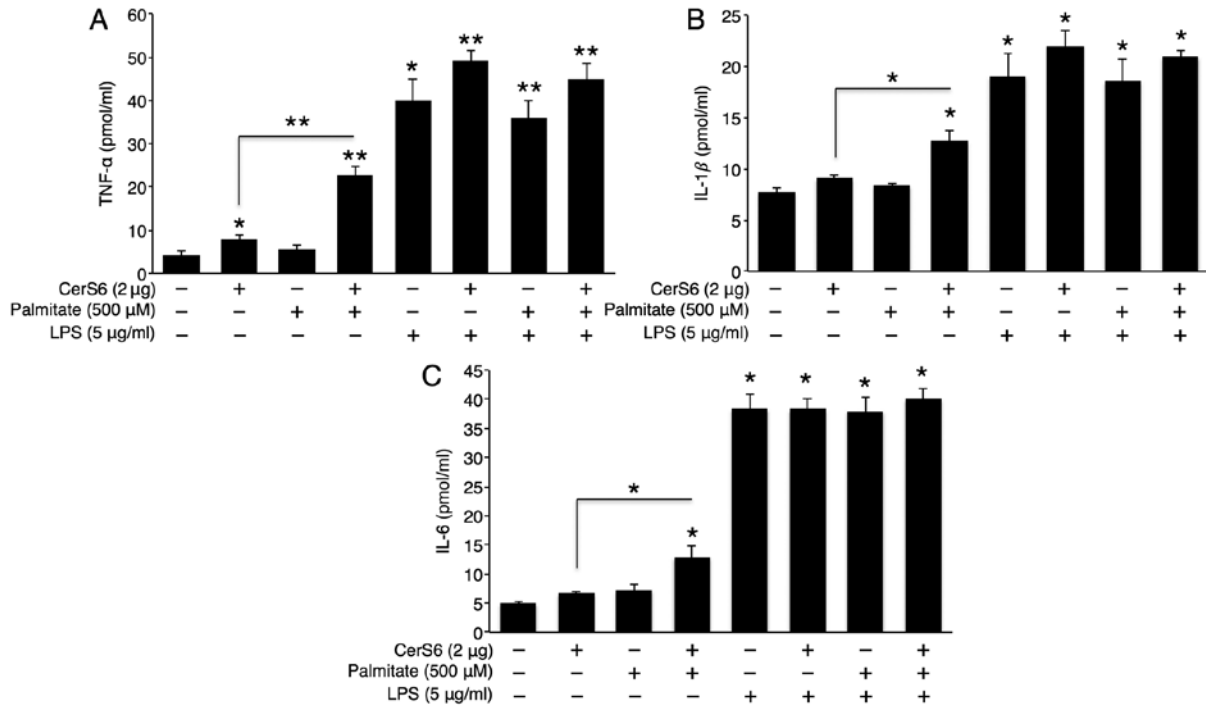 A
TNF-α (pmol/ml)
60
50
40
30
20
10
0
* ** ** * ** ** ** **
CerS6 (2 µg) – + – + – + – +
Palmitate (500 µM) – – + + – – + +
LPS (5 µg/ml) – – – – + + + +
B
IL-1β (pmol/ml)
25
20
15
10
5
0
* * * * * *
CerS6 (2 µg) – + – + – + – +
Palmitate (500 µM) – – + + – – + +
LPS (5 µg/ml) – – – – + + + +
C
IL-6 (pmol/ml)
45
40
35
30
25
20
15
10
5
0
* * * * * *
CerS6 (2 µg) – + – + – + – +
Palmitate (500 µM) – – + + – – + +
LPS (5 µg/ml) – – – – + + + +